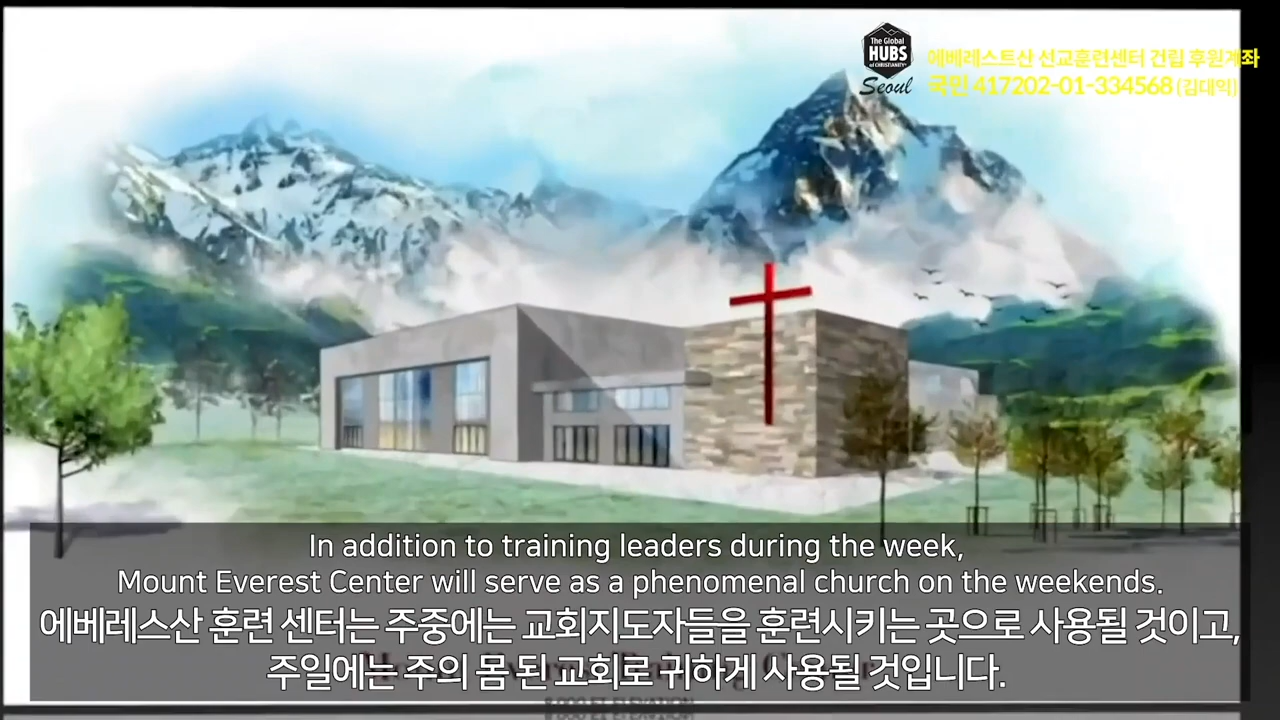 The Global
HUBS
of CHRISTIANITY
Seoul
에베레스트산 선교훈련센터 건립 후원계좌
국민 417202-01-334568 (김대억)
In addition to training leaders during the week,
Mount Everest Center will serve as a phenomenal church on the weekends.
에베레스산 훈련 센터는 주중에는 교회지도자들을 훈련시키는 곳으로 사용될 것이고,
주일에는 주의 몸 된 교회로 귀하게 사용될 것입니다.
8,000 FT ELEVATION